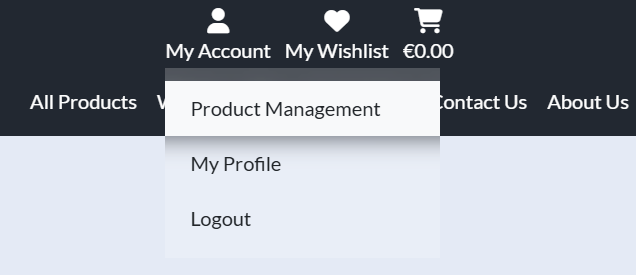 My Account My Wishlist €0.00
All Products Contact Us About Us
Product Management
My Profile
Logout